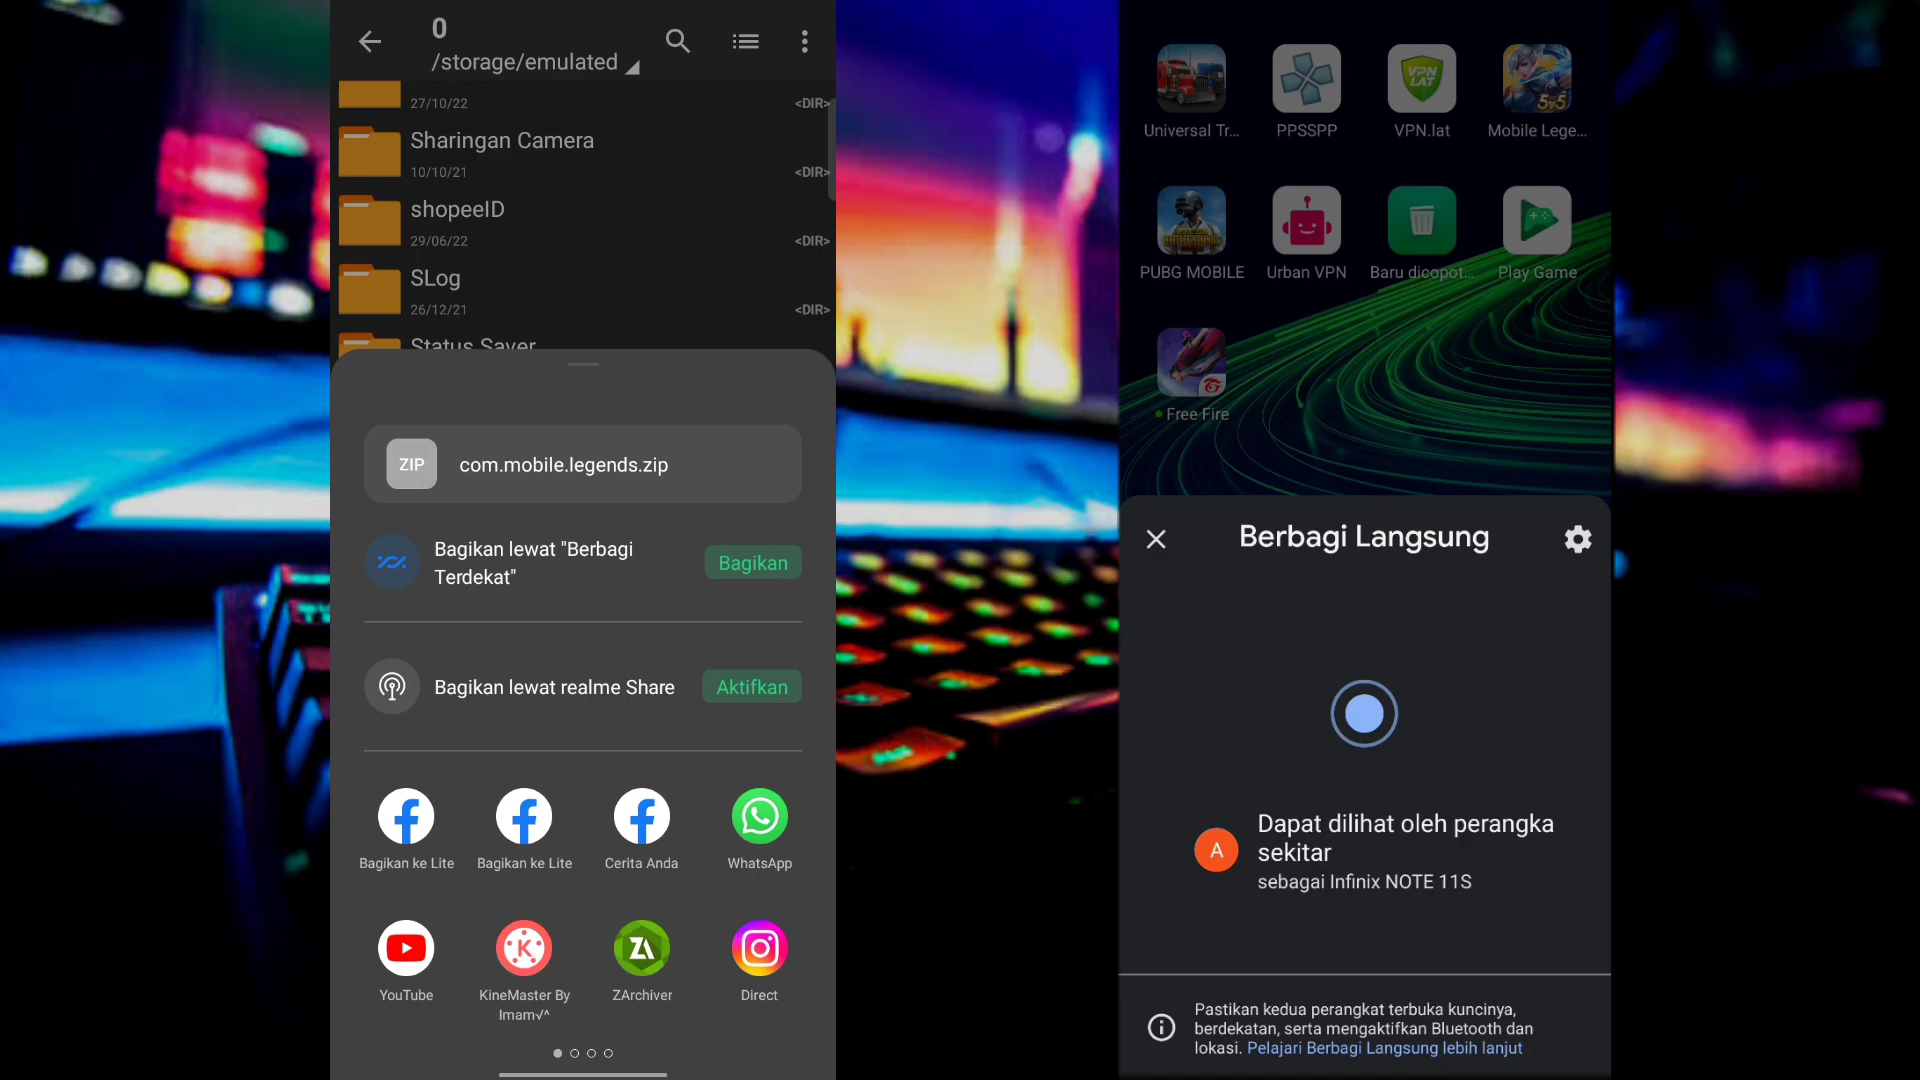 0
/storage/emulated
27/10/22
<DIR>
Sharingan Camera
10/10/21
<DIR>
shopeeID
29/06/22
<DIR>
SLog
26/12/21
<DIR>
Status Saver
ZIP
com.mobile.legends.zip
Bagikan lewat "Berbagi
Terdekat"
Bagikan
Bagikan lewat realme Share
Aktifkan
Bagikan ke Lite
Bagikan ke Lite
Cerita Anda
WhatsApp
YouTube
KineMaster By
Imam√^
ZArchiver
Direct
K
ZA
VPN
LAT
5v5
Universal Tr...
PPSSPP
VPN.lat
Mobile Lege...
PUBG MOBILE
Urban VPN
Baru dicopot...
Play Game
Free Fire
Berbagi Langsung
A
Dapat dilihat oleh perangka
sekitar
sebagai Infinix NOTE 11S
Pastikan kedua perangkat terbuka kuncinya,
berdekatan, serta mengaktifkan Bluetooth dan
lokasi. Pelajari Berbagi Langsung lebih lanjut